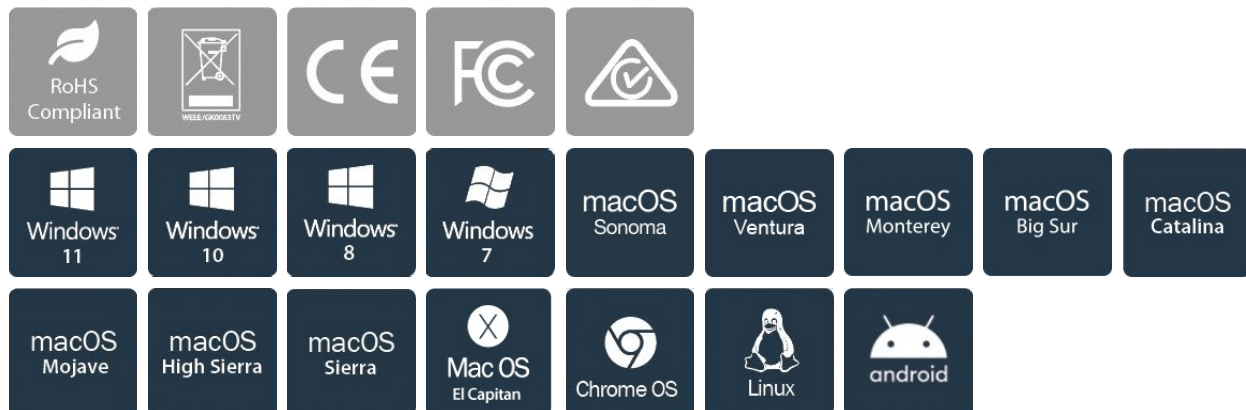 RoHS
Compliant
WEEE/GK0083TV
CE
FC
Windows
11
Windows
10
Windows
8
Windows
7
macOS
Sonoma
macOS
Ventura
macOS
Monterey
macOS
Big Sur
macOS
Catalina
macOS
Mojave
macOS
High Sierra
macOS
Sierra
X
Mac OS
El Capitan
Chrome OS
Linux
android